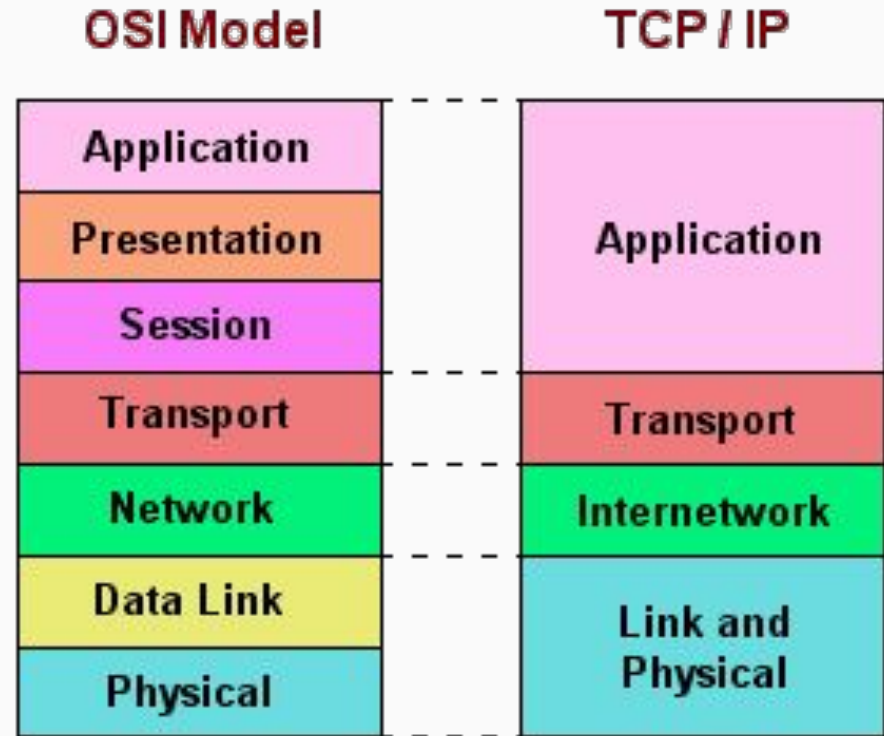 OSI Model
TCP / IP
Application
Presentation
Session
Transport
Network
Data Link
Physical
Application
Transport
Internetwork
Link and
Physical